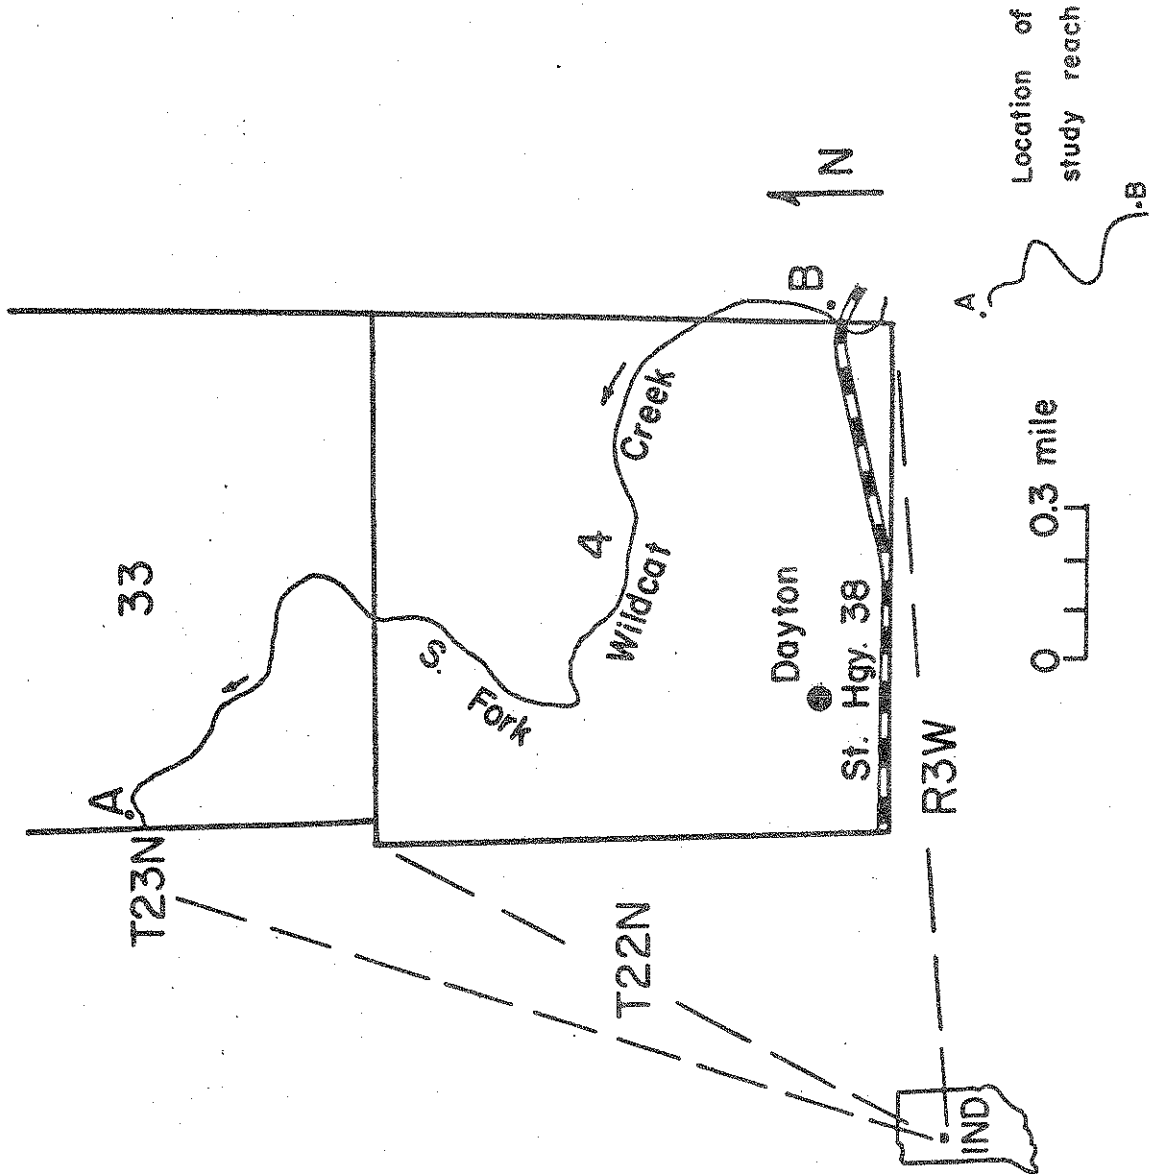 33
A
T23N
4
S. Fork
Wildcat Creek
T22N
Dayton
St. Hgy. 38
B
N
R3W
IND
0 0.3 mile
A
B
Location of
study reach